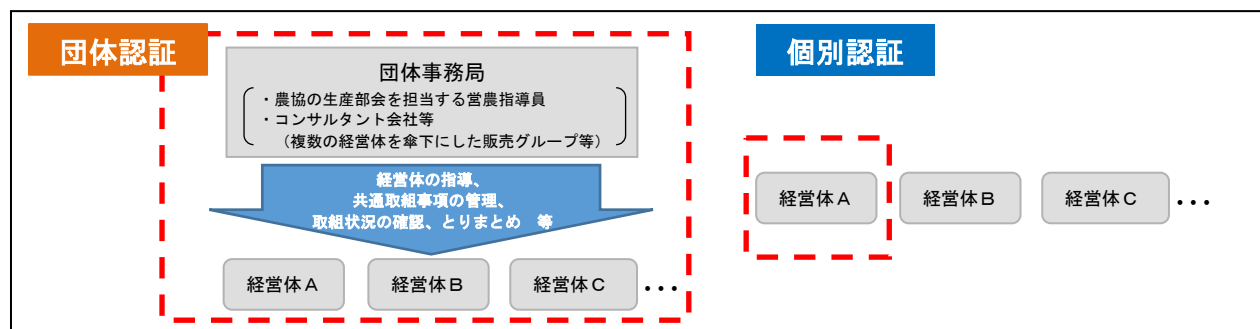 団体認証
団体事務局
・農協の生産部会を担当する営農指導員
・コンサルタント会社等
（複数の経営体を傘下にした販売グループ等）
経営体の指導、
共通取組事項の管理、
取組状況の確認、とりまとめ　等
経営体Ａ
経営体Ｂ
経営体Ｃ
・・・
個別認証
経営体Ａ
経営体Ｂ
経営体Ｃ
・・・